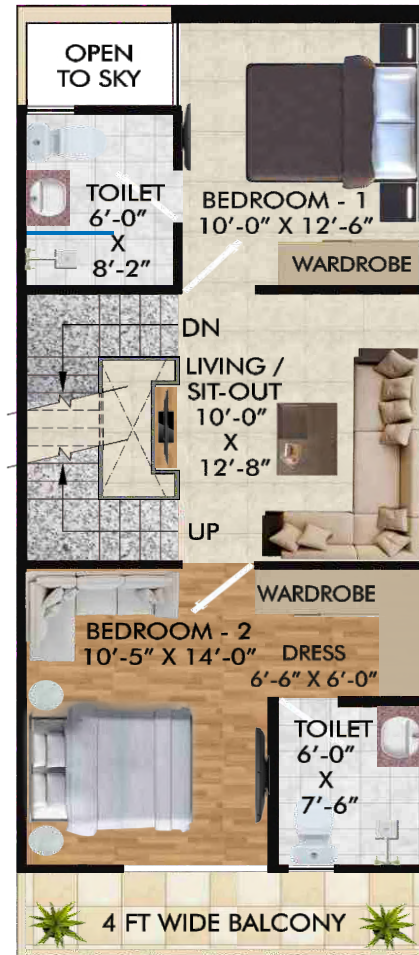 OPEN
TO SKY
TOILET
6'-0"
X
8'-2"
BEDROOM - 1
10'-0" X 12'-6"
WARDROBE
DN
LIVING /
SIT-OUT
10'-0"
X
12'-8"
UP
WARDROBE
BEDROOM - 2
10'-5" X 14'-0"
DRESS
6'-6" X 6'-0"
TOILET
6'-0"
X
7'-6"
4 FT WIDE BALCONY